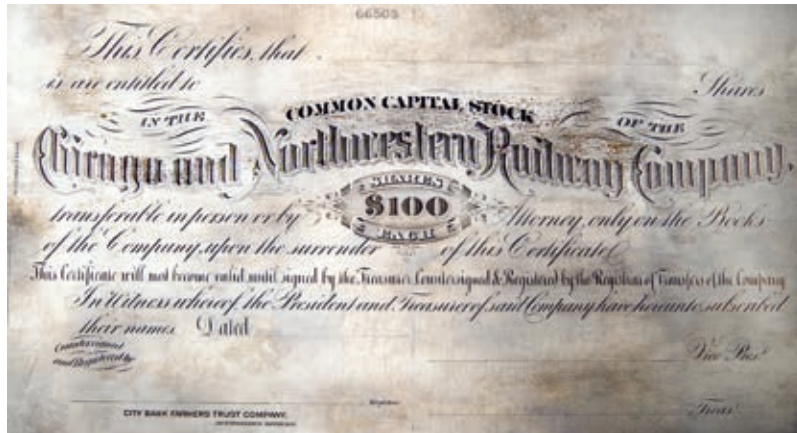 66503
This Certifies, that
is are entitled to Shares
IN THE COMMON CAPITAL STOCK OF THE
Chicago and Northwestern Railway Company,
SHARES
$100
EACH
transferable in person or by Attorney, only on the Books
of the Company, upon the surrender of this Certificate
This Certificate will not become valid until signed by the Treasurer Countersigned & Registered by the Registrar of Transfers of the Company
In Witness whereof the President and Treasurer of said Company have hereunto subscribed
their names Dated
Countersigned
and Registered by
Vice Pres.t
CITY BANK FARMERS TRUST COMPANY,
Treas.r